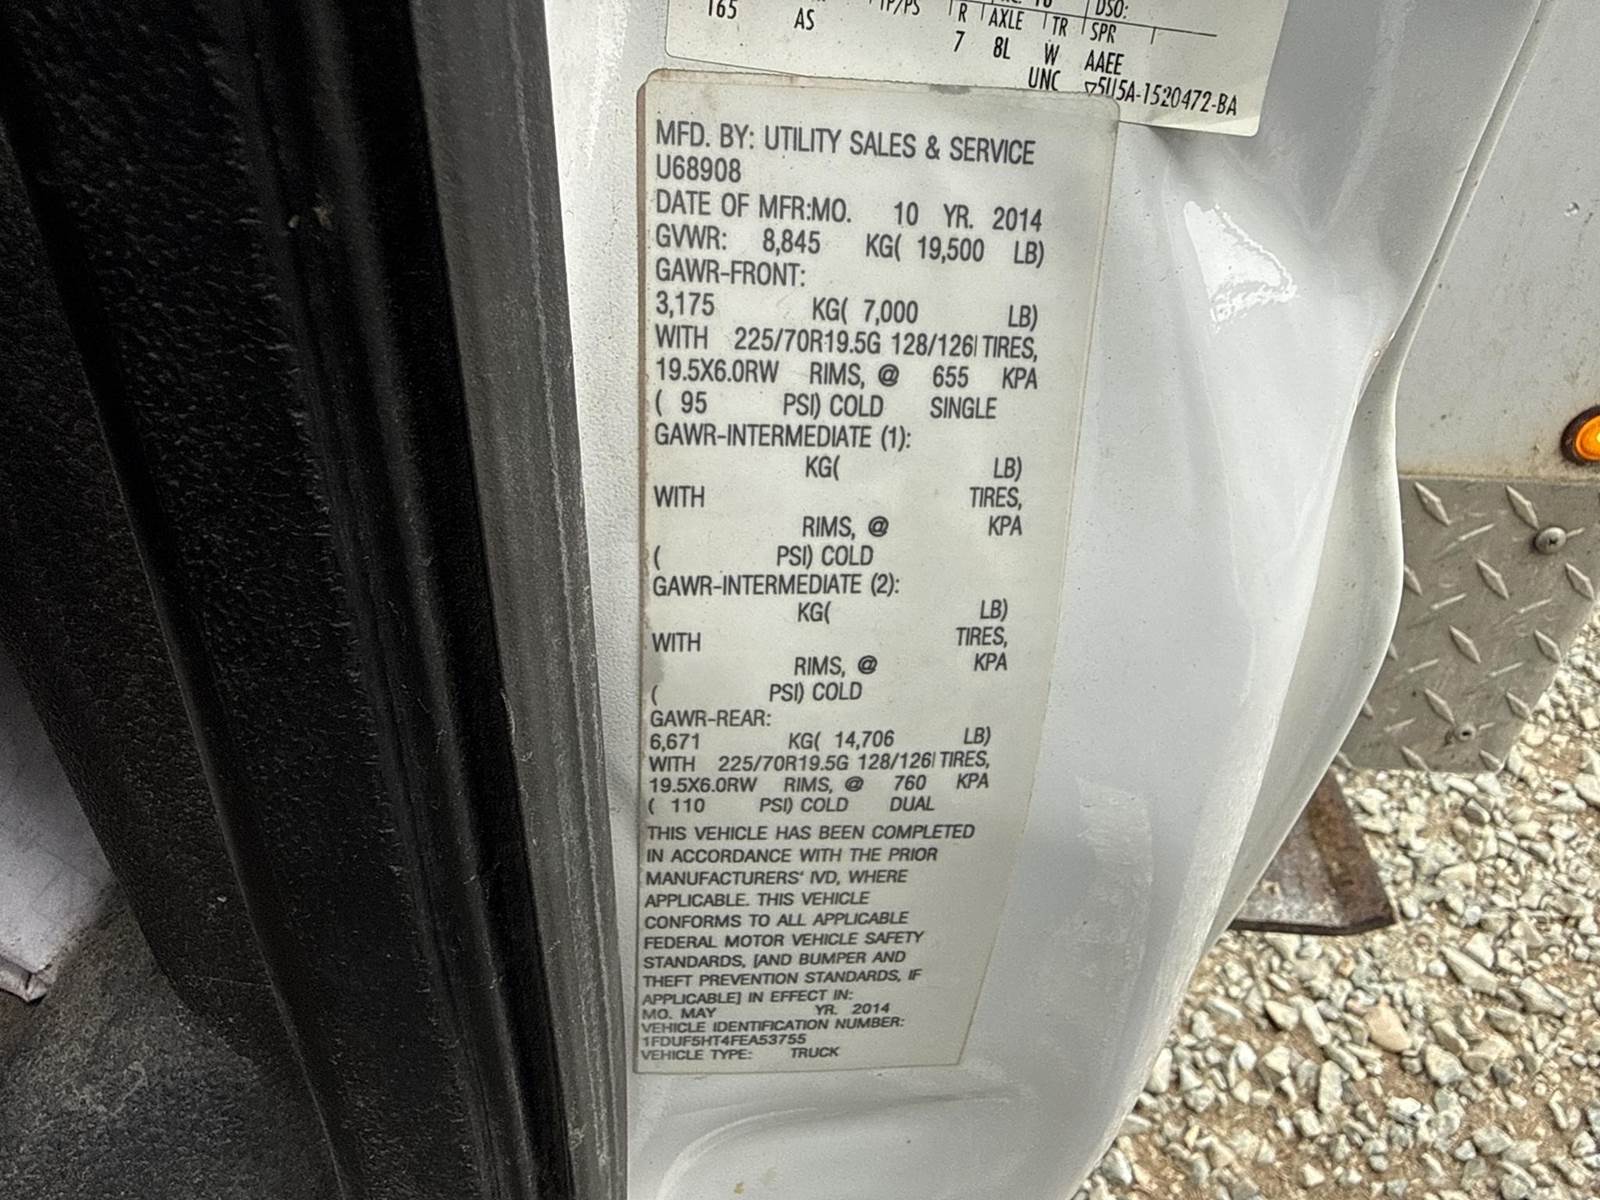 165 AS TP/PS R AXLE TR SPR DSO:
7 8L W AAEE
UNC ▽5U5A-1520472-BA
MFD. BY: UTILITY SALES & SERVICE
U68908
DATE OF MFR:MO. 10 YR. 2014
GVWR: 8,845 KG( 19,500 LB)
GAWR-FRONT:
3,175 KG( 7,000 LB)
WITH 225/70R19.5G 128/126| TIRES,
19.5X6.0RW RIMS, @ 655 KPA
( 95 PSI) COLD SINGLE
GAWR-INTERMEDIATE (1):
KG( LB)
WITH TIRES,
RIMS, @ KPA
( PSI) COLD
GAWR-INTERMEDIATE (2):
KG( LB)
WITH TIRES,
RIMS, @ KPA
( PSI) COLD
GAWR-REAR:
6,671 KG( 14,706 LB)
WITH 225/70R19.5G 128/126| TIRES,
19.5X6.0RW RIMS, @ 760 KPA
( 110 PSI) COLD DUAL
THIS VEHICLE HAS BEEN COMPLETED
IN ACCORDANCE WITH THE PRIOR
MANUFACTURERS' IVD, WHERE
APPLICABLE. THIS VEHICLE
CONFORMS TO ALL APPLICABLE
FEDERAL MOTOR VEHICLE SAFETY
STANDARDS, [AND BUMPER AND
THEFT PREVENTION STANDARDS, IF
APPLICABLE] IN EFFECT IN:
MO. MAY YR. 2014
VEHICLE IDENTIFICATION NUMBER:
1FDUF5HT4FEA53755
VEHICLE TYPE: TRUCK